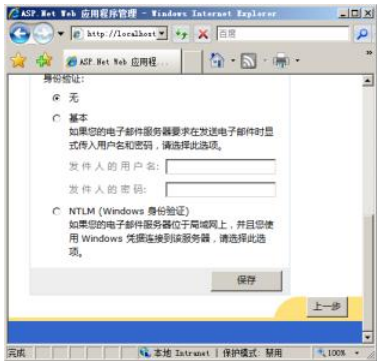 ASP.Net Web 应用程序管理 - Windows Internet Explorer
http://localhost
百度
ASP.Net Web 应用程...
身份验证:
无
基本
如果您的电子邮件服务器要求在发送电子邮件时显
式传入用户名和密码，请选择此选项。
发件人的用户名:
发件人的密码:
NTLM (Windows 身份验证)
如果您的电子邮件服务器位于局域网上，并且您使
用 Windows 凭据连接到该服务器，请选择此选
项。
保存
上一步
完成
本地 Intranet | 保护模式: 禁用
100%